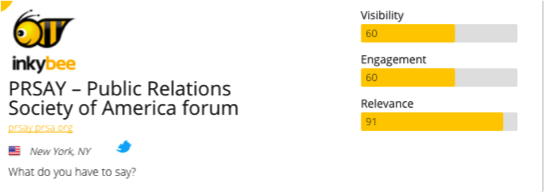 inkybee
PRSAY – Public Relations
Society of America forum
prsay.prsa.org
New York, NY
What do you have to say?
Visibility
60
Engagement
60
Relevance
91